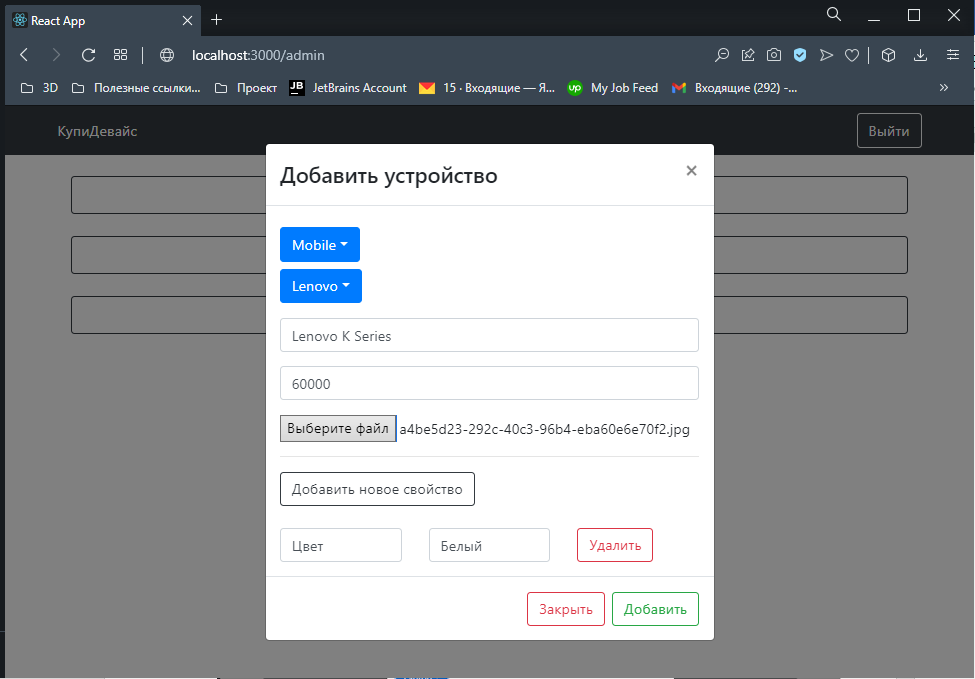 React App
localhost:3000/admin
3D Полезные ссылки... Проект JB JetBrains Account 15 · Входящие — Я... up My Job Feed Входящие (292) -... »
КупиДевайс Выйти
Добавить устройство ×
Mobile
Lenovo
Lenovo K Series
60000
Выберите файл a4be5d23-292c-40c3-96b4-eba60e6e70f2.jpg
Добавить новое свойство
Цвет Белый Удалить
Закрыть Добавить